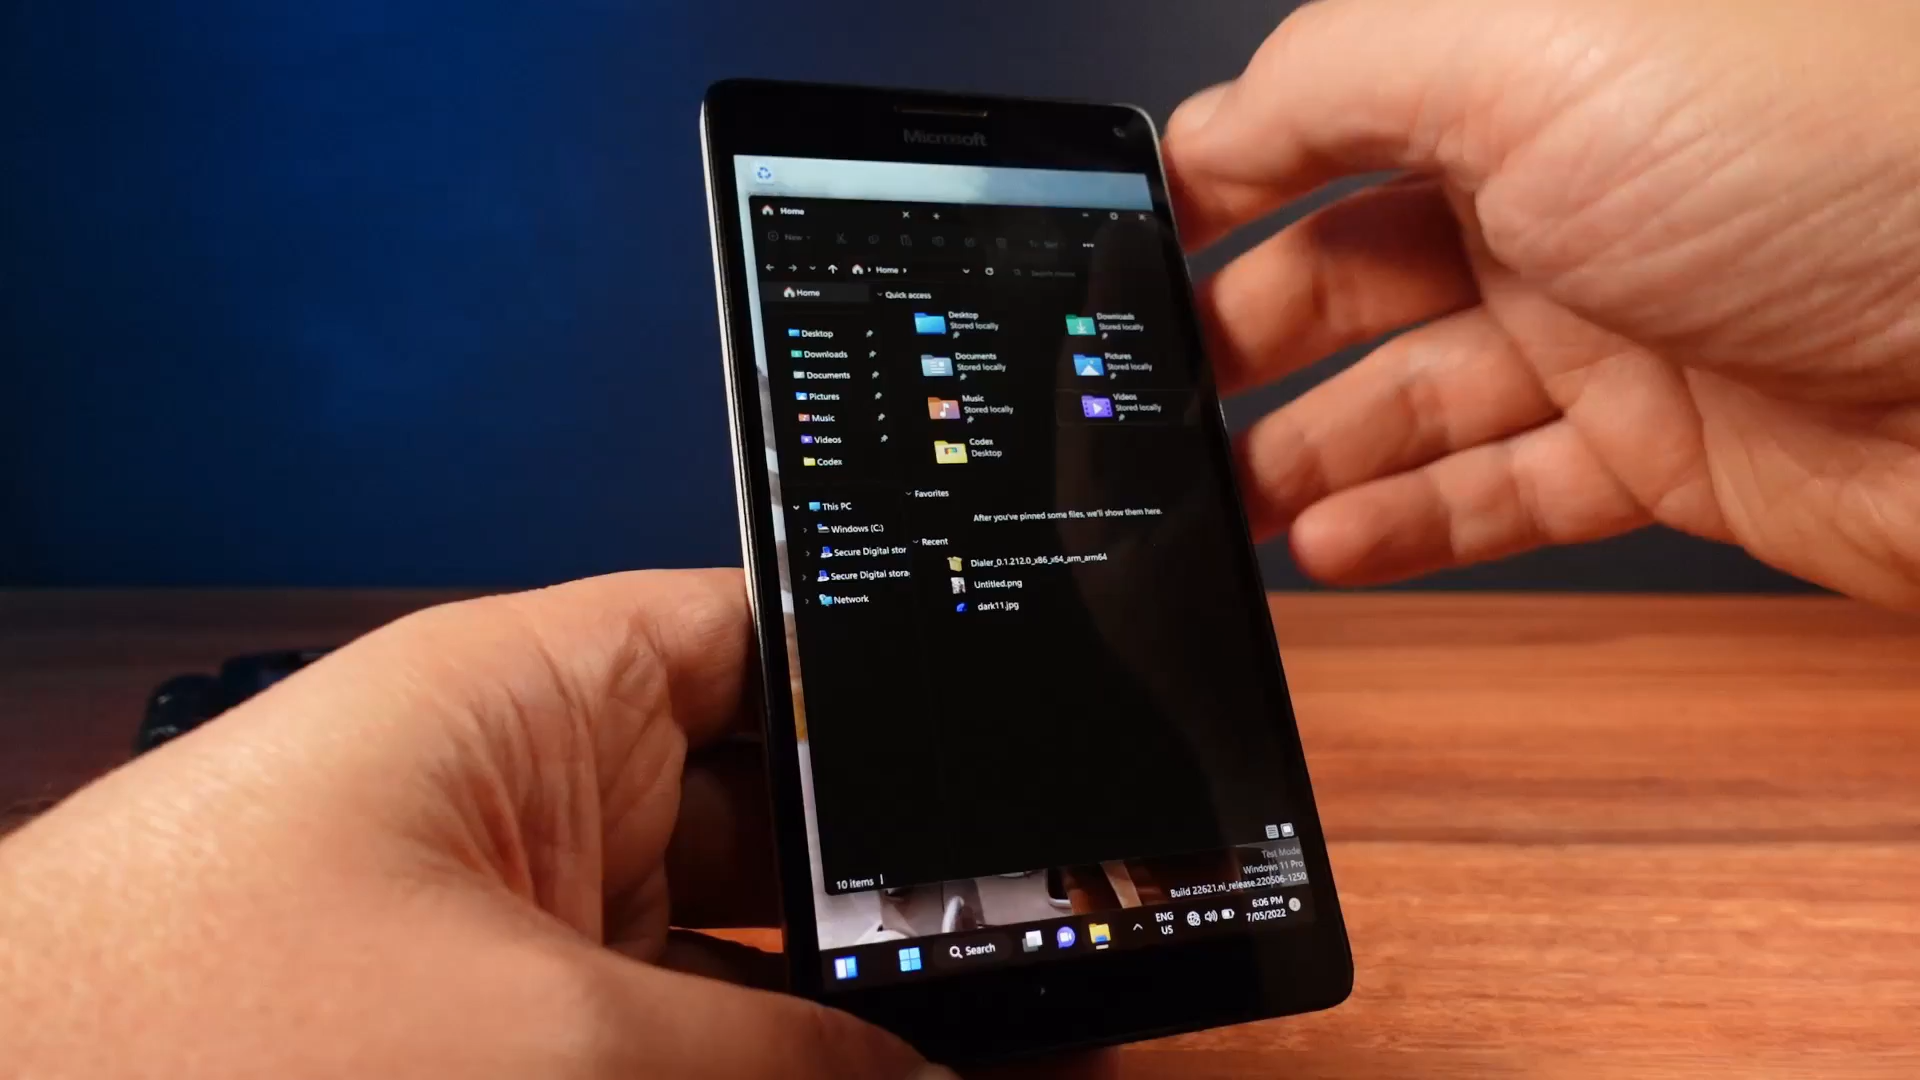 Microsoft
Home
New
Home
Search Home
Home
Quick access
Desktop
Stored locally
Downloads
Stored locally
Documents
Stored locally
Pictures
Stored locally
Music
Stored locally
Videos
Stored locally
Codex
Desktop
Desktop
Downloads
Documents
Pictures
Music
Videos
Codex
This PC
Windows (C:)
Secure Digital stor
Secure Digital stora
Network
Favorites
After you've pinned some files, we'll show them here.
Recent
Dialer_0.1.212.0_x86_x64_arm_arm64
Untitled.png
dark11.jpg
10 items
Test Mode
Windows 11 Pro
Build 22621.ni_release.220506-1250
Search
ENG
US
6:06 PM
7/05/2022